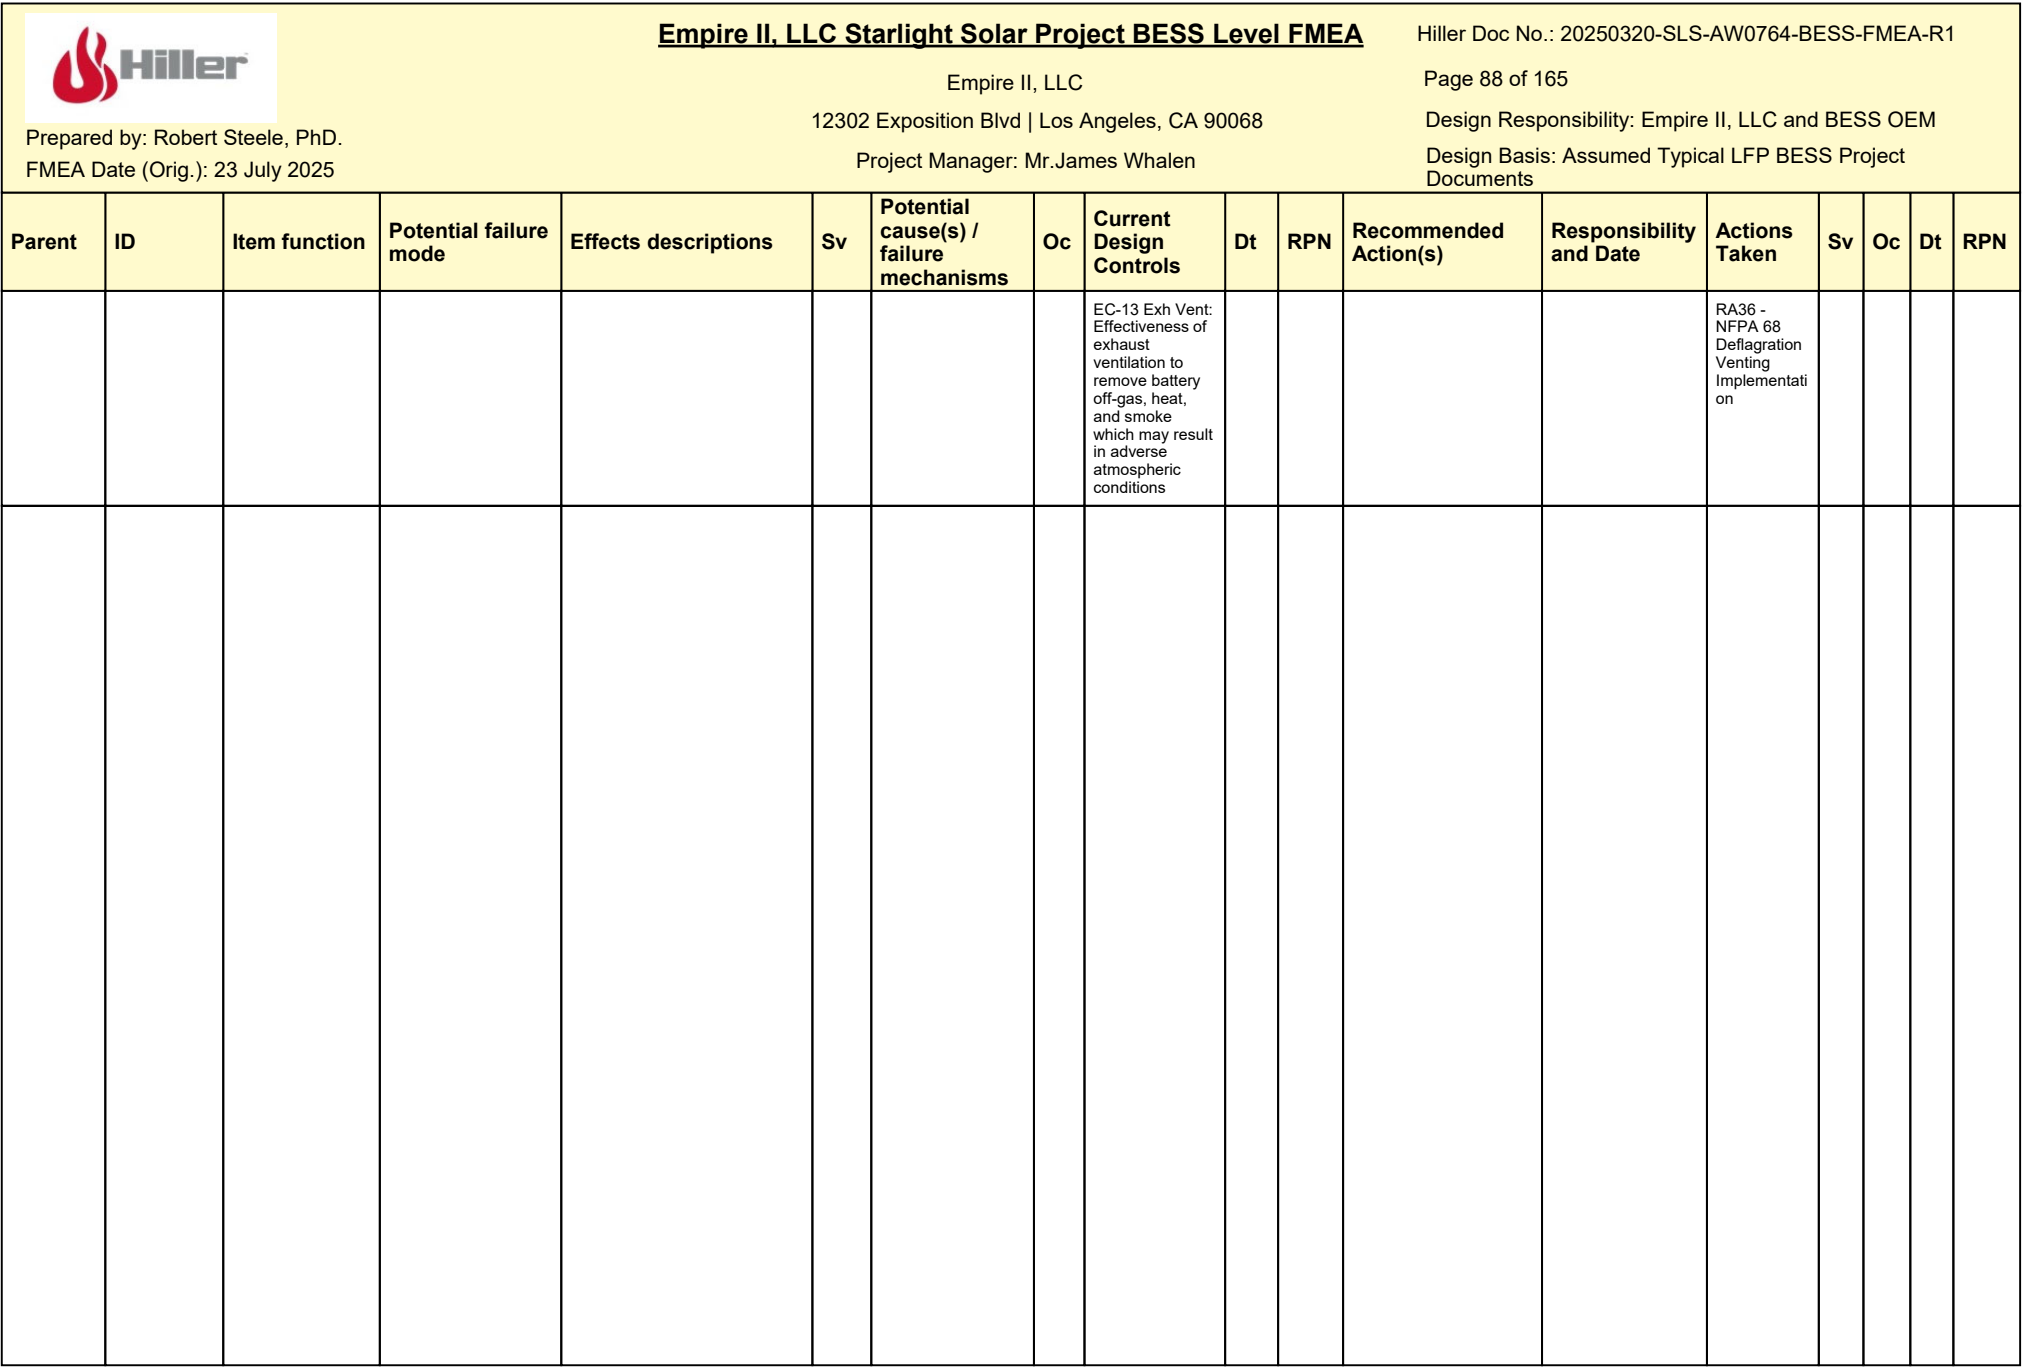 Hiller
Prepared by: Robert Steele, PhD.
FMEA Date (Orig.): 23 July 2025
Empire II, LLC Starlight Solar Project BESS Level FMEA
Empire II, LLC
12302 Exposition Blvd | Los Angeles, CA 90068
Project Manager: Mr.James Whalen
Hiller Doc No.: 20250320-SLS-AW0764-BESS-FMEA-R1
Page 88 of 165
Design Responsibility: Empire II, LLC and BESS OEM
Design Basis: Assumed Typical LFP BESS Project
Documents
Parent
ID
Item function
Potential failure
mode
Effects descriptions
Sv
Potential
cause(s) /
failure
mechanisms
Oc
Current
Design
Controls
Dt
RPN
Recommended
Action(s)
Responsibility
and Date
Actions
Taken
Sv
Oc
Dt
RPN
EC-13 Exh Vent:
Effectiveness of
exhaust
ventilation to
remove battery
off-gas, heat,
and smoke
which may result
in adverse
atmospheric
conditions
RA36 -
NFPA 68
Deflagration
Venting
Implementati
on